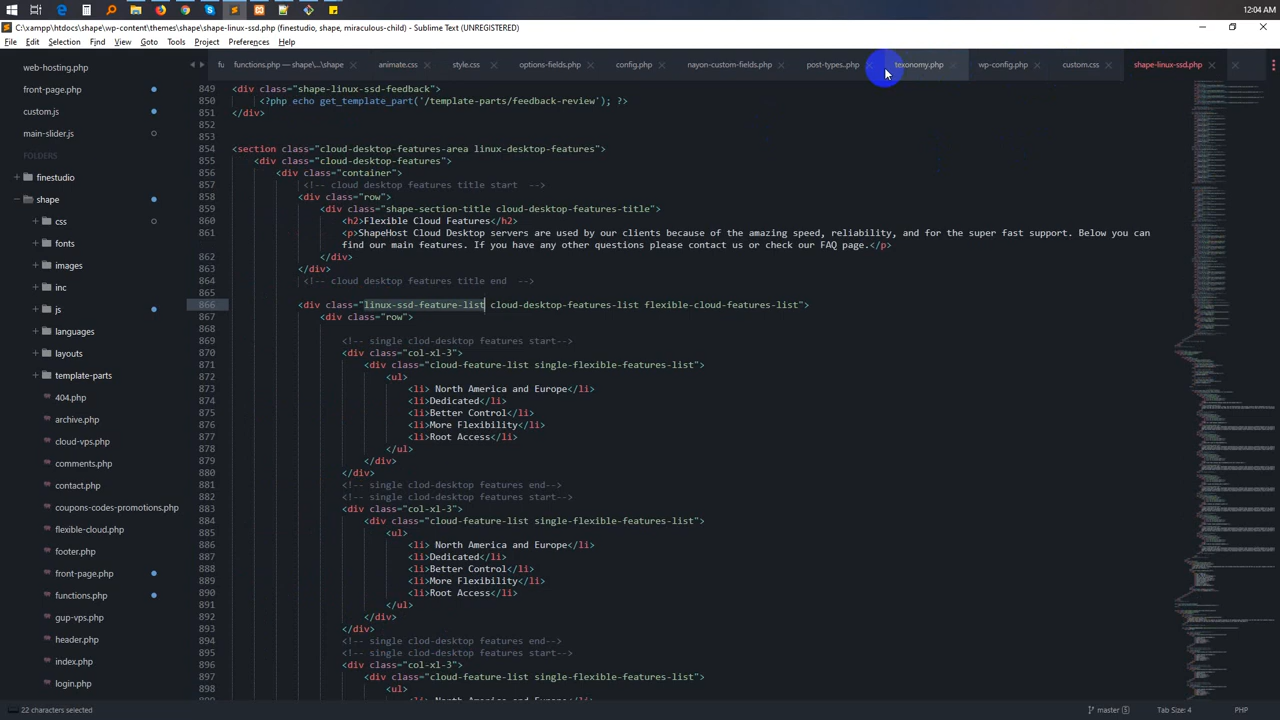 12:04 AM
C:\xampp\htdocs\shape\wp-content\themes\shape\shape-linux-ssd.php (finestudio, shape, miraculous-child) - Sublime Text (UNREGISTERED)
File Edit Selection Find View Goto Tools Project Preferences Help
fu functions.php — shape\...\shape animate.css style.css options-fields.php config.php nayon-custom-fields.php post-types.php texonomy.php wp-config.php custom.css shape-linux-ssd.php
web-hosting.php
front-page.php
custom.js
main-slider.js
FOLDERS
finestudio
shape
css
fonts
images
inc
js
languages
layouts
template-parts
404.php
archive.php
cloud-vps.php
comments.php
contact.php
coupons-codes-promotions.php
flexible-cloud.php
footer.php
front-page.php
functions.php
gup-vps.php
header.php
index.php
login.php
849 <div class="shape-linux-ssd-feedback">
850 <?php echo get_template_part('/template-parts/feedback-review'); ?>
851 </div>
852
853
854 <section class="cloud-desktop-features-area linux-desktop-features">
855 <div class="cloud-desktop-features">
856 <div class="container">
857 <!-- cloud desktop features title start -->
858 <div class="row">
859 <div class="shape-section-title cloud-desktop-features-title">
860 <h2>Flexible Cloud Features</h2>
861 <p>ShapeHost Cloud Desktop servers are used by our clients because of the amazing speed, reliability, and for the super fast support. Below you can
find our main features. If you have any other questions please contact us or check our FAQ page.</p>
862 </div>
863 </div>
864 <!-- cloud desktop features title end -->
865
866 <div class="linux-ssd-feature-list cloud-desktop-features-list flexible-cloud-features-list">
867 <div class="row">
868
869 <!-- single clod-desktop features start-->
870 <div class="col-xl-3">
871 <div class="cloud-feature-list single-flexible-features-list">
872 <ul>
873 <li> North America and Europe</li>
874 <li>Dedicated</li>
875 <li>Better Control</li>
876 <li>More Flexibility</li>
877 <li>Root Access</li>
878 </ul>
879 </div>
880 </div>
881 <!-- single clod-desktop features end-->
882 <!-- single clod-desktop features start-->
883 <div class="col-xl-3">
884 <div class="cloud-feature-list single-flexible-features-list">
885 <ul>
886 <li> North America and Europe</li>
887 <li>Dedicated</li>
888 <li>Better Control</li>
889 <li>More Flexibility</li>
890 <li>Root Access</li>
891 </ul>
892 </div>
893 </div>
894 <!-- single clod-desktop features end-->
895 <!-- single clod-desktop features start-->
896 <div class="col-xl-3">
897 <div class="cloud-feature-list single-flexible-features-list">
898 <ul>
22 characters selected
master 5
Tab Size: 4
PHP